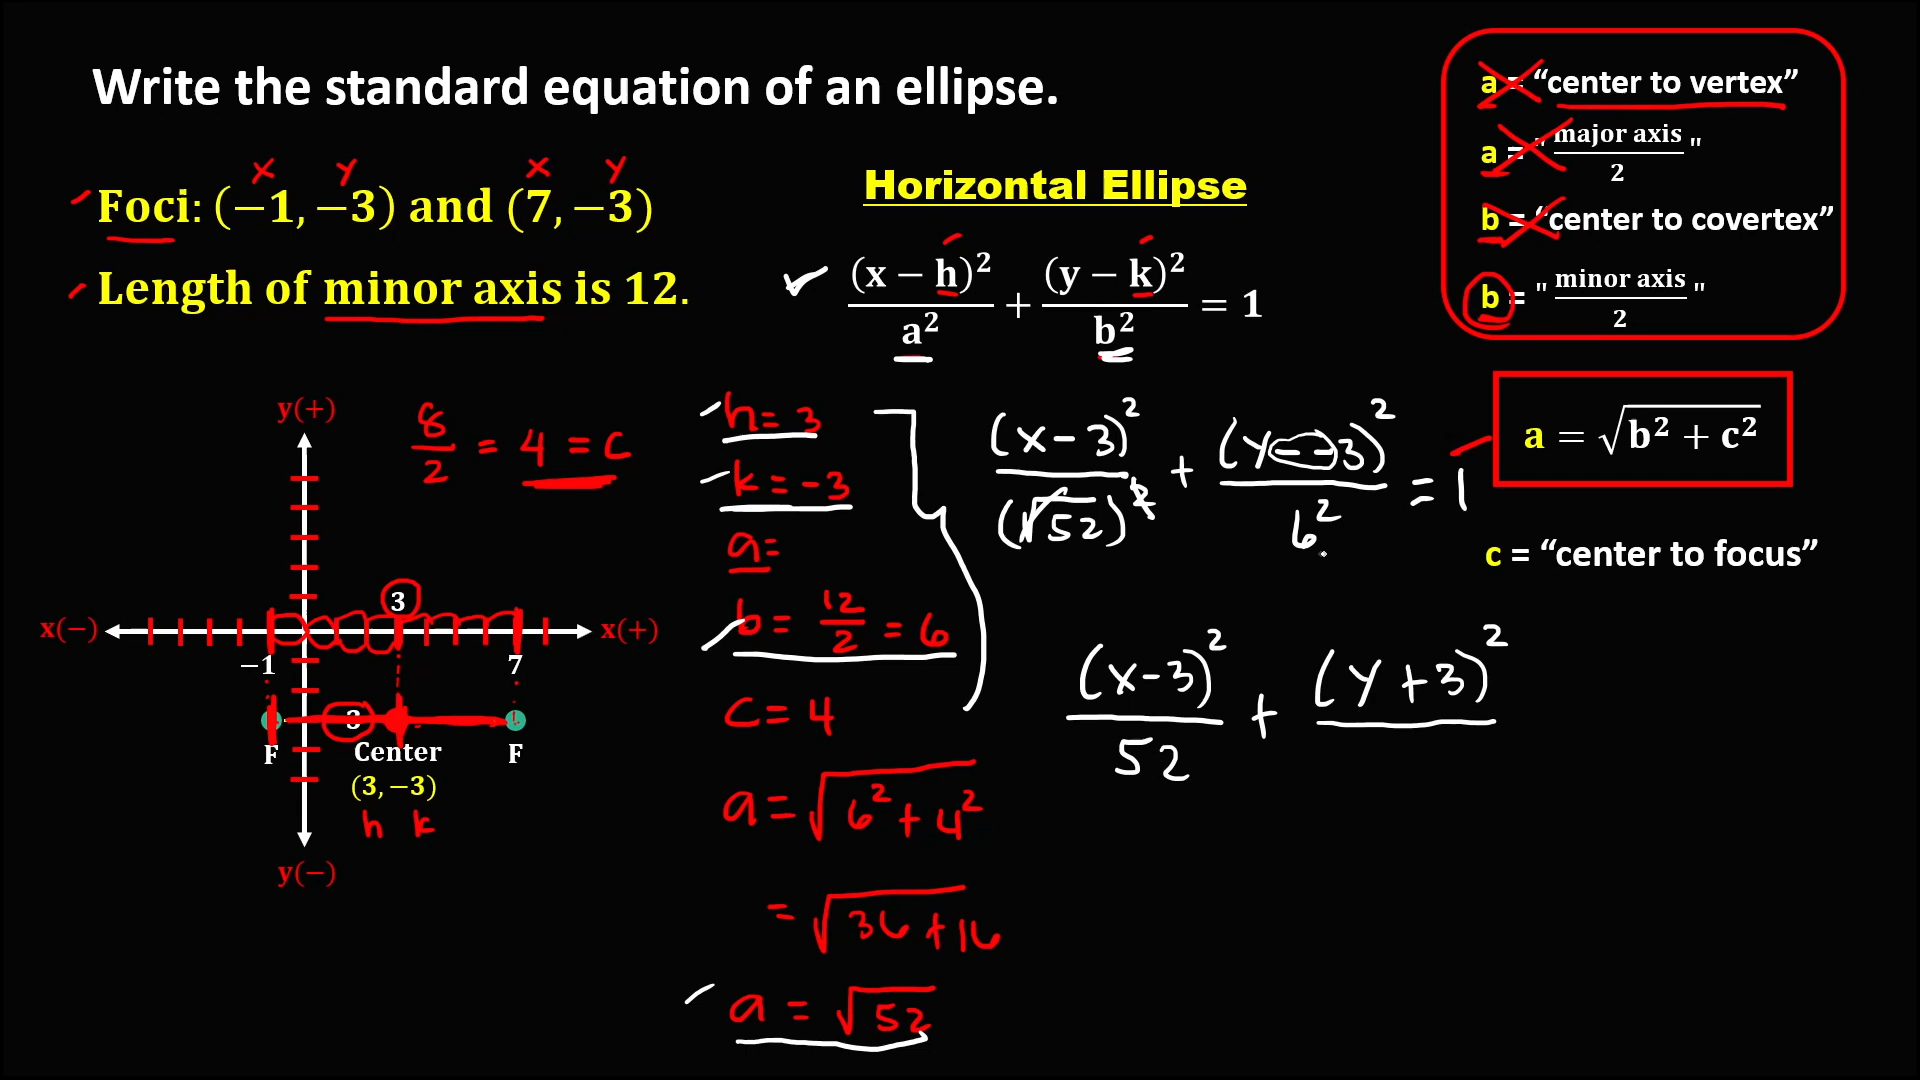 Write the standard equation of an ellipse.
x y x y
Foci: (−1, −3) and (7, −3)
Length of minor axis is 12.
Horizontal Ellipse
(x − h)² / a² + (y − k)² / b² = 1
a = “center to vertex”
a = " major axis / 2 "
b = “center to covertex”
b = " minor axis / 2 "
a = √(b² + c²)
c = “center to focus”
y(+)
8/2 = 4 = c
3
x(−) x(+)
−1 7
3
F Center F
(3, −3)
h k
y(−)
h = 3
k = -3
a =
b = 12/2 = 6
c = 4
a = √(6² + 4²)
= √(36 + 16)
a = √52
(x - 3)² / (√52)² + (y - - 3)² / 6² = 1
(x - 3)² / 52 + (y + 3)²